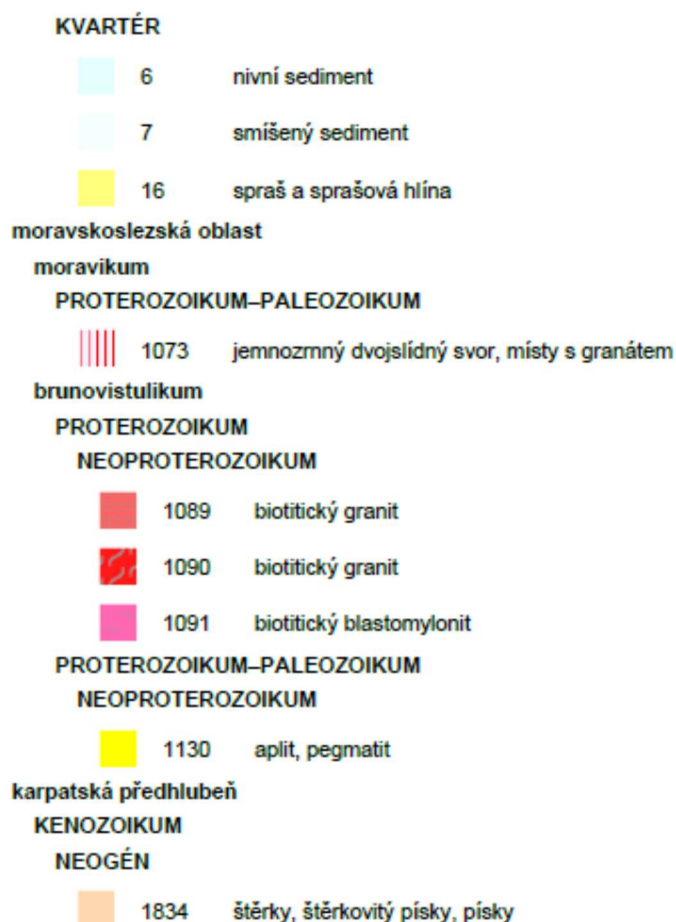 KVARTÉR
6 nivní sediment
7 smíšený sediment
16 spraš a sprašová hlína
moravskoslezská oblast
moravikum
PROTEROZOIKUM–PALEOZOIKUM
1073 jemnozrnný dvojslídný svor, místy s granátem
brunovistulikum
PROTEROZOIKUM
NEOPROTEROZOIKUM
1089 biotitický granit
1090 biotitický granit
1091 biotitický blastomylonit
PROTEROZOIKUM–PALEOZOIKUM
NEOPROTEROZOIKUM
1130 aplit, pegmatit
karpatská předhlubeň
KENOZOIKUM
NEOGÉN
1834 štěrky, štěrkovitý písky, písky